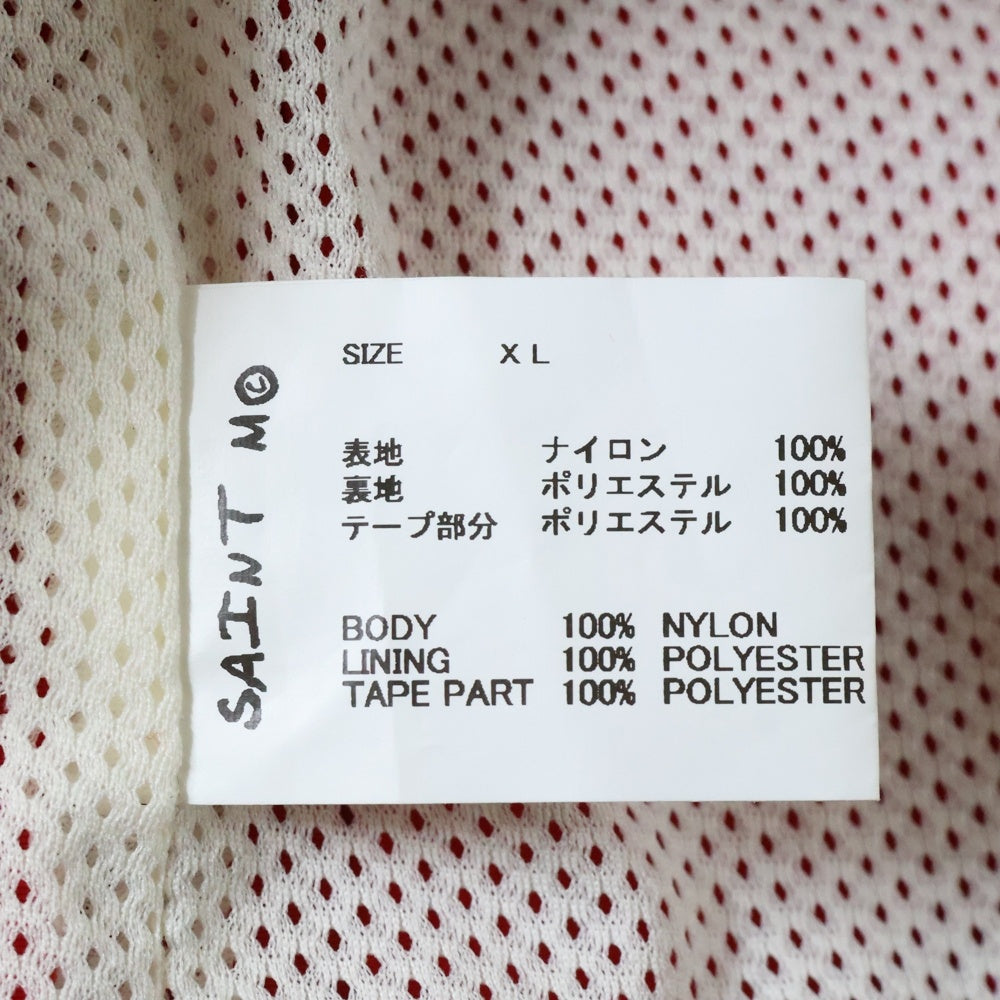 SAINT M©
SIZE XL
表地 ナイロン 100%
裏地 ポリエステル 100%
テープ部分 ポリエステル 100%
BODY 100% NYLON
LINING 100% POLYESTER
TAPE PART 100% POLYESTER